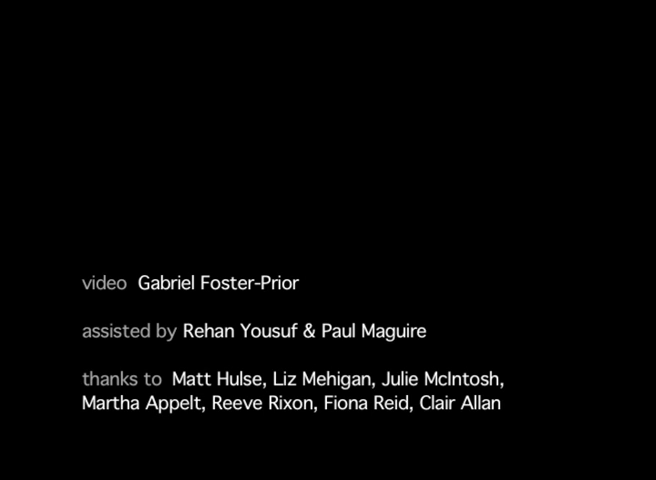 video Gabriel Foster-Prior
assisted by Rehan Yousuf & Paul Maguire
thanks to Matt Hulse, Liz Mehigan, Julie McIntosh,
Martha Appelt, Reeve Rixon, Fiona Reid, Clair Allan